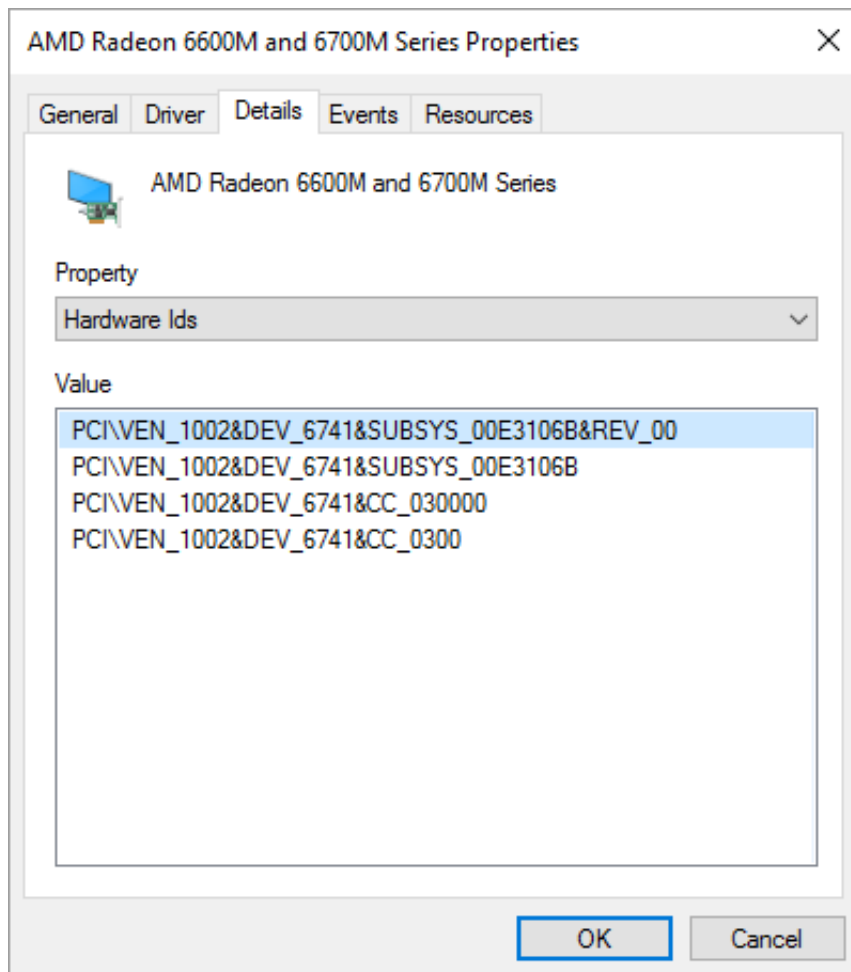 AMD Radeon 6600M and 6700M Series Properties
General Driver Details Events Resources
AMD Radeon 6600M and 6700M Series
Property
Hardware Ids
Value
PCI\VEN_1002&DEV_6741&SUBSYS_00E3106B&REV_00
PCI\VEN_1002&DEV_6741&SUBSYS_00E3106B
PCI\VEN_1002&DEV_6741&CC_030000
PCI\VEN_1002&DEV_6741&CC_0300
OK Cancel